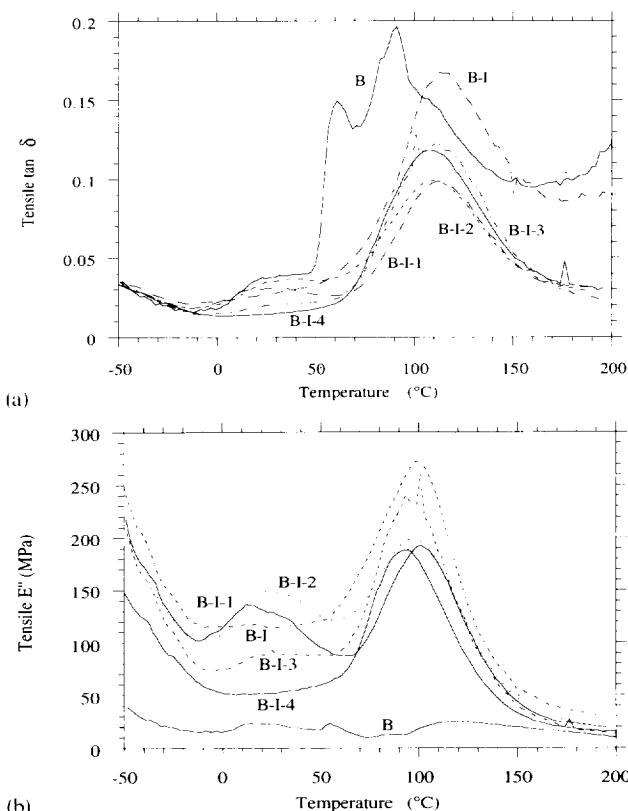 0.2
0.15
0.1
0.05
0
Tensile tan δ
B
B-I
B-I-3
B-I-2
B-I-1
B-I-4
-50 0 50 100 150 200
Temperature (°C)
(a)
300
250
200
150
100
50
0
Tensile E" (MPa)
B-I-1
B-I-2
B-I
B-I-3
B-I-4
B
-50 0 50 100 150 200
Temperature (°C)
(b)